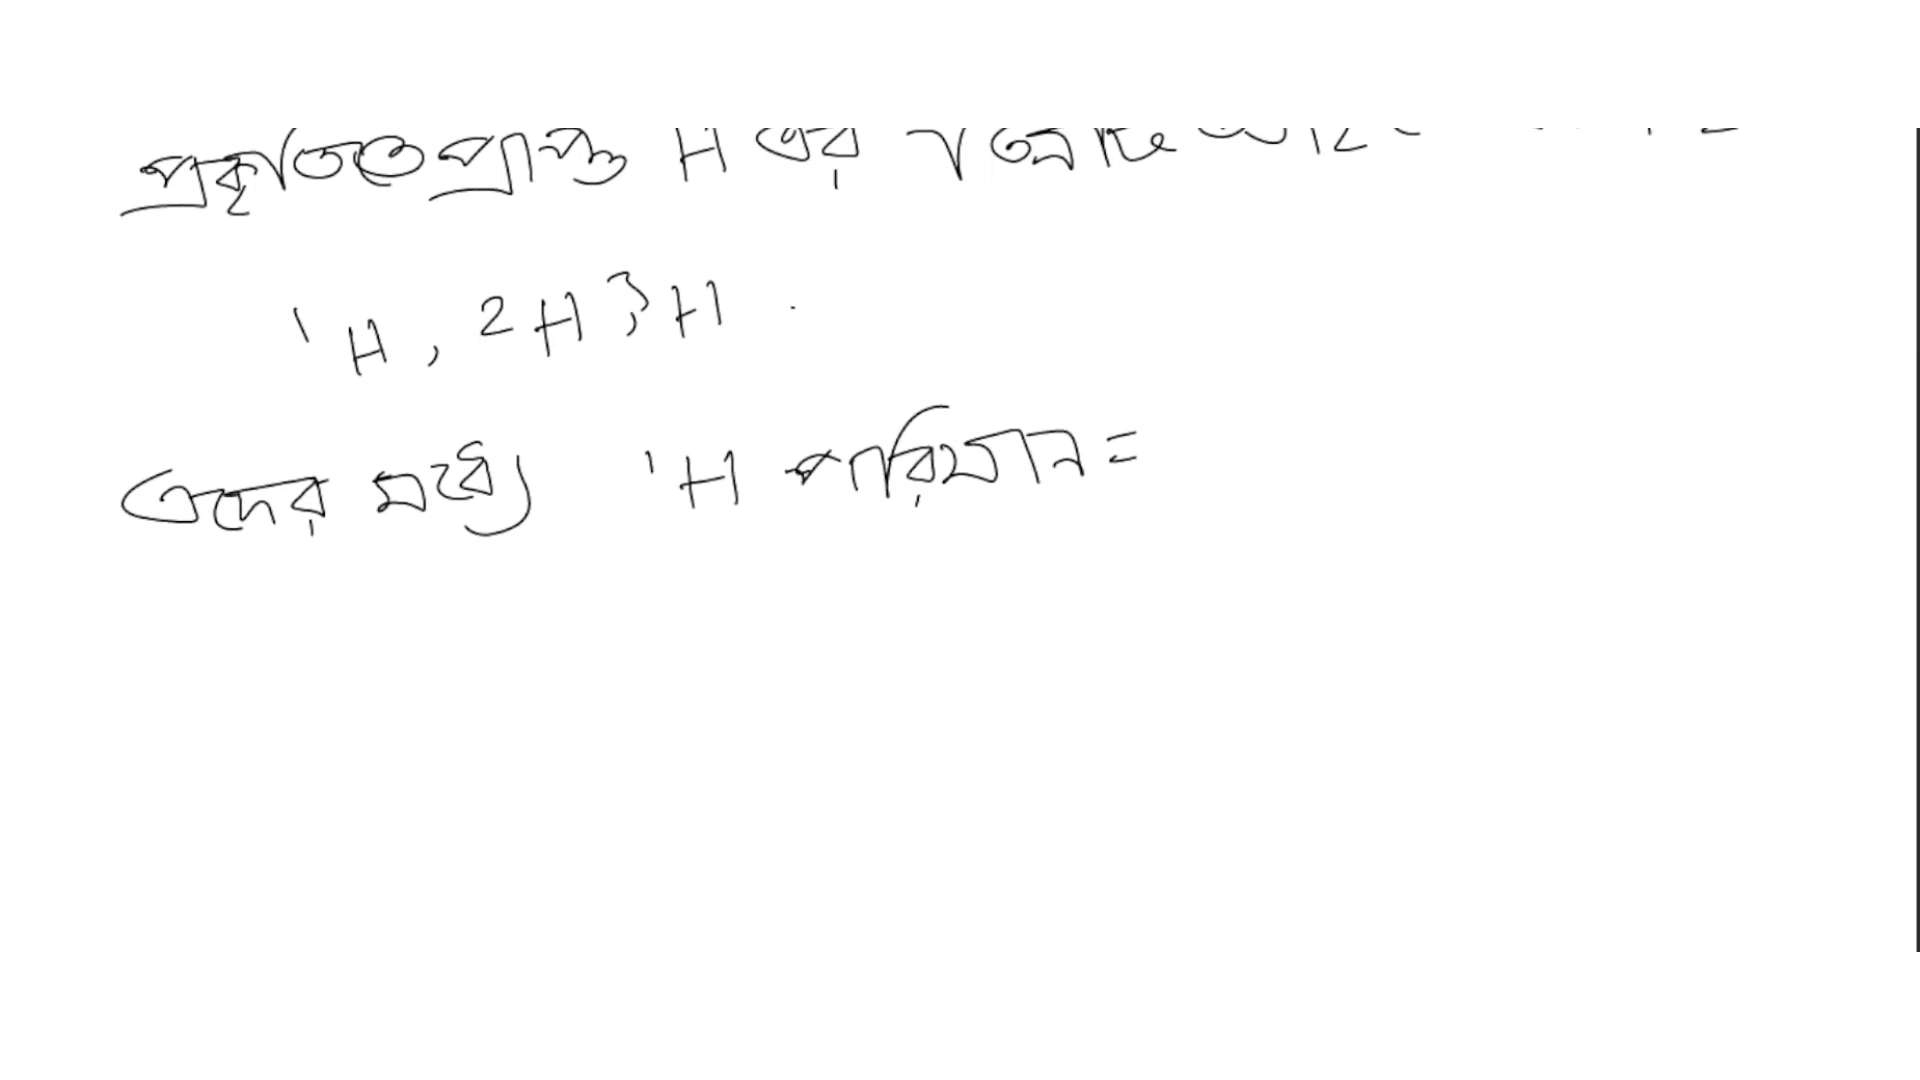 প্রকৃতিতে প্রাপ্ত H এর
¹H, ²H, ³H
এদের মধ্যে ¹H পরিমান =